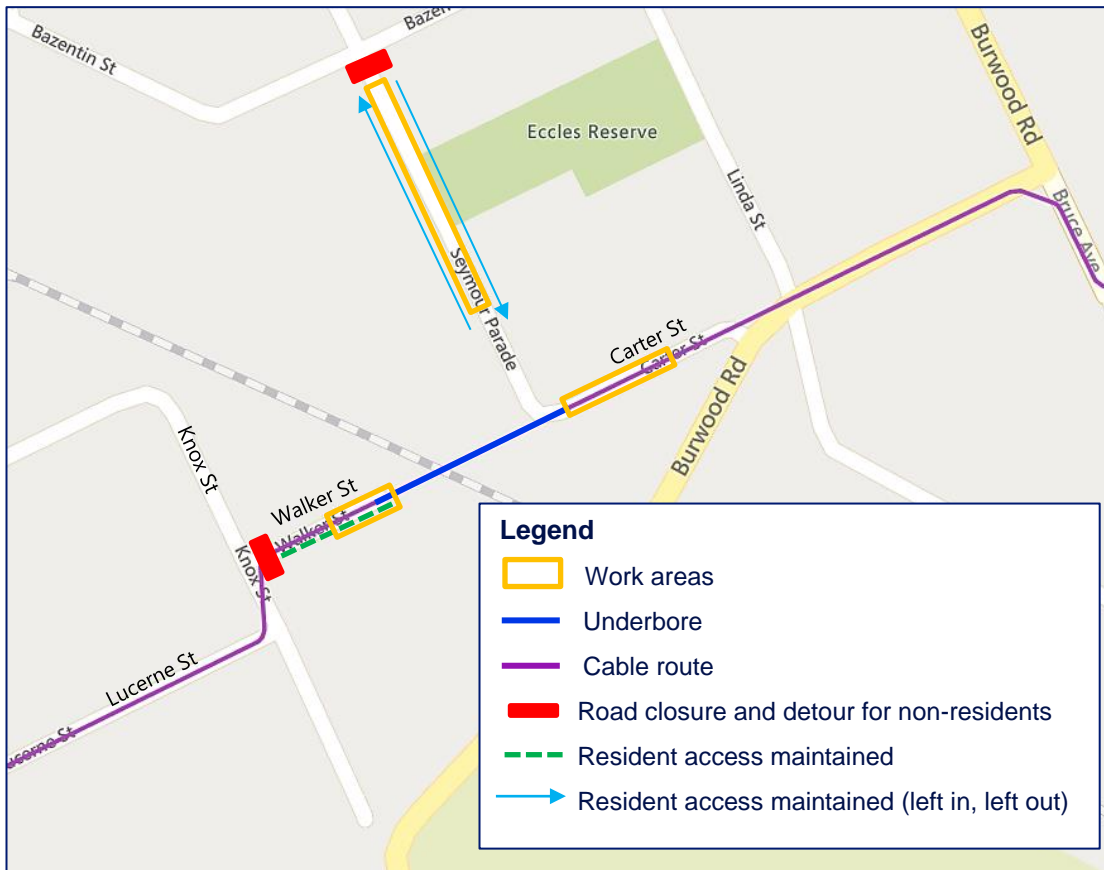 Bazentin St
Bazen
Burwood Rd
Eccles Reserve
Linda St
Bruce Ave
Seymour Parade
Carter St
Carter St
Burwood Rd
Knox St
Walker St
Walker St
Knox St
Lucerne St
ucerne St
Legend
Work areas
Underbore
Cable route
Road closure and detour for non-residents
Resident access maintained
Resident access maintained (left in, left out)